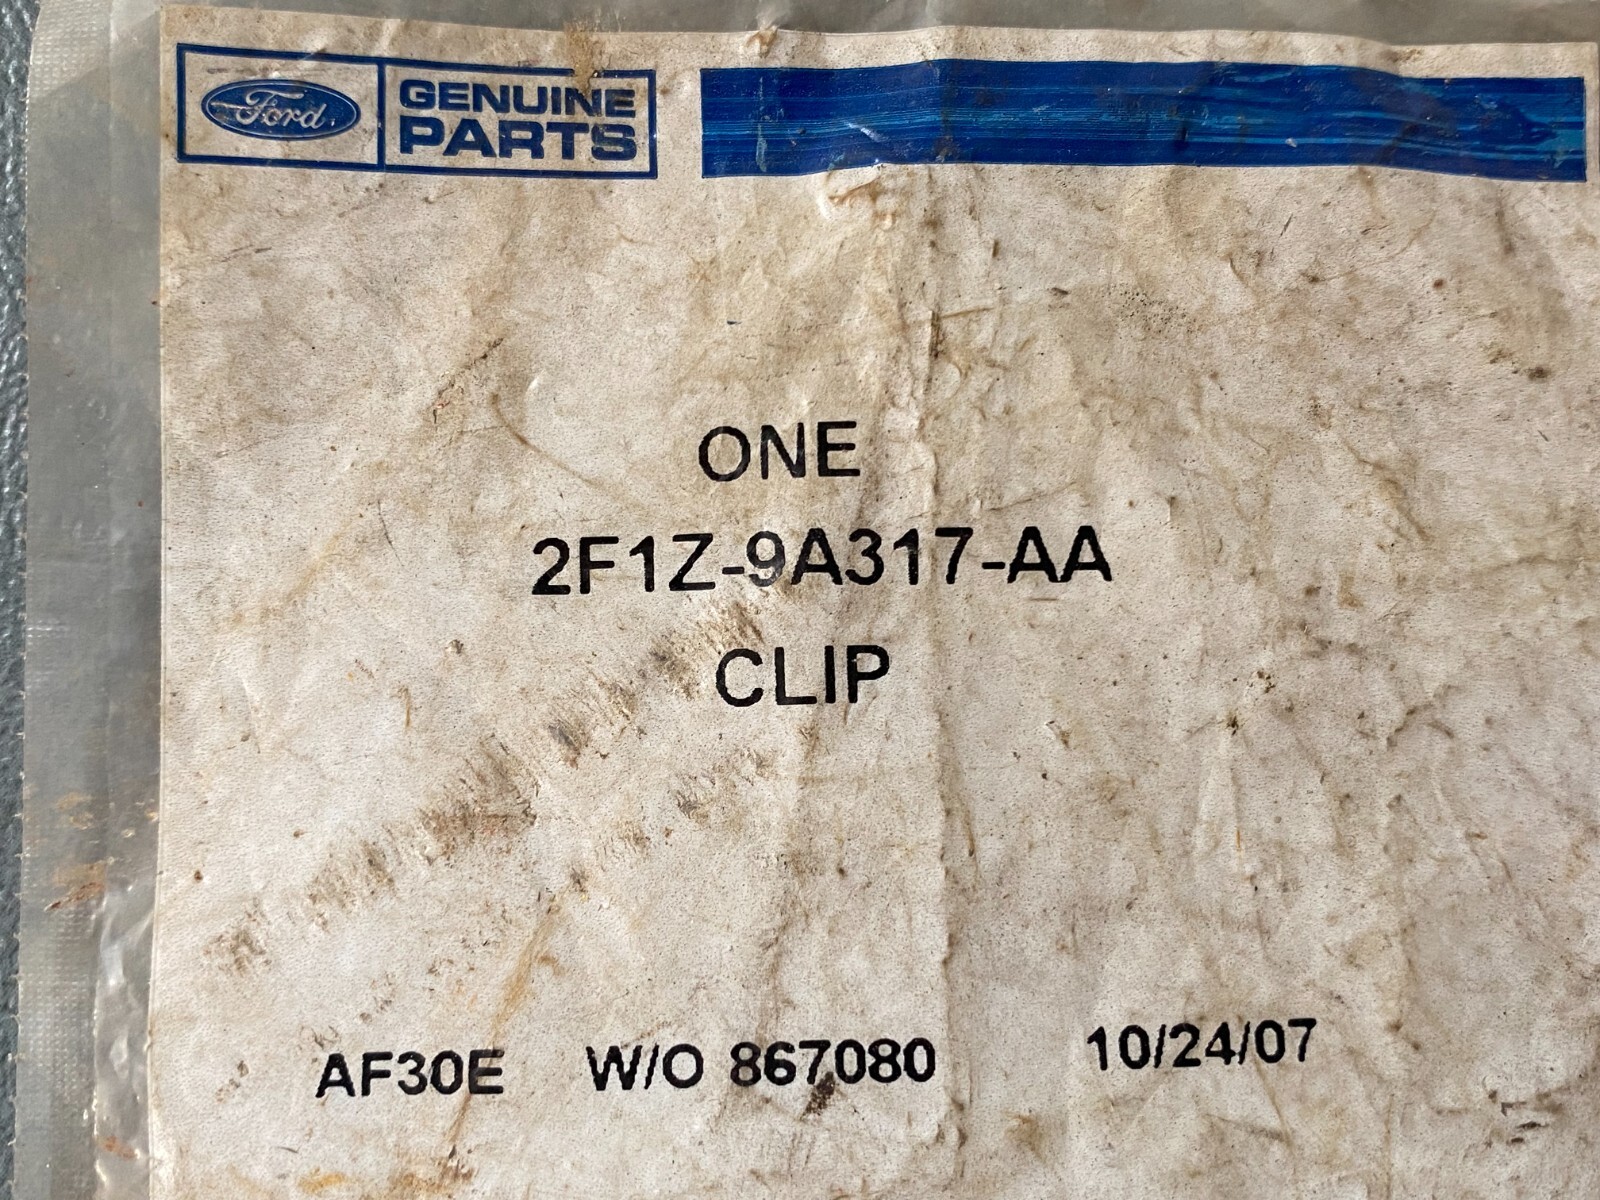 Ford GENUINE
PARTS
ONE
2F1Z-9A317-AA
CLIP
AF30E W/O 867080 10/24/07